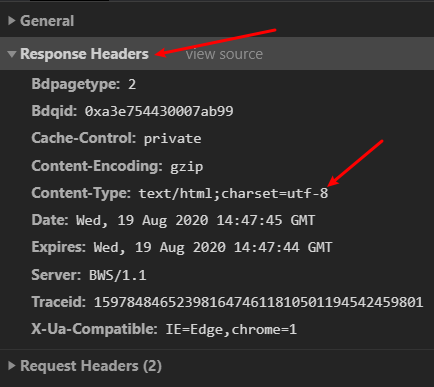 General
Response Headers view source
Bdpagetype: 2
Bdqid: 0xa3e754430007ab99
Cache-Control: private
Content-Encoding: gzip
Content-Type: text/html;charset=utf-8
Date: Wed, 19 Aug 2020 14:47:45 GMT
Expires: Wed, 19 Aug 2020 14:47:44 GMT
Server: BWS/1.1
Traceid: 1597848465239816474611810501194542459801
X-Ua-Compatible: IE=Edge,chrome=1
Request Headers (2)